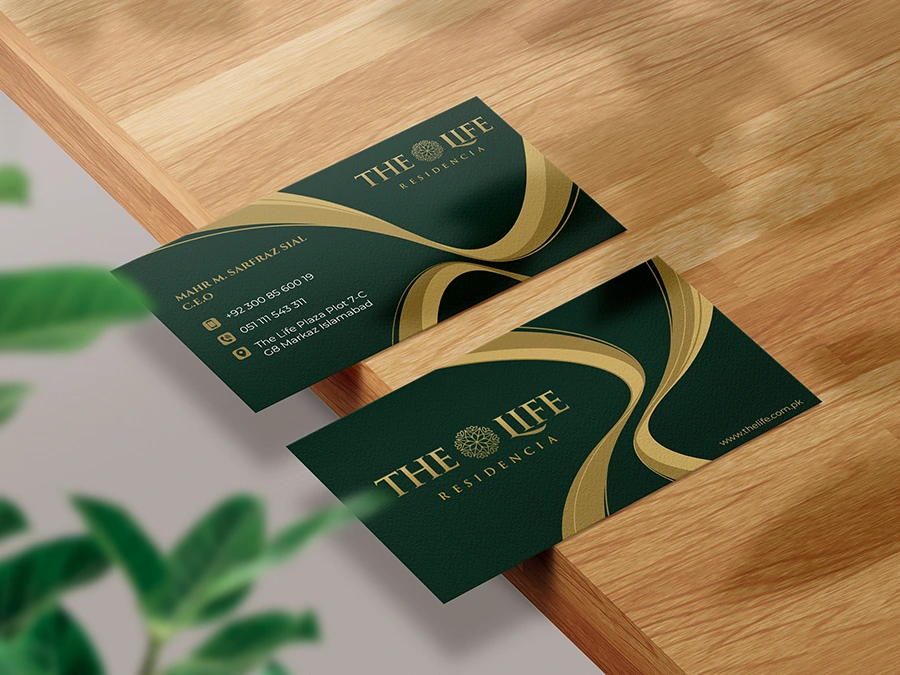 THE LIFE
RESIDENCIA
MAHR M. SARFRAZ SIAL
C.E.O
+92 300 85 600 19
051 111 543 311
The Life Plaza Plot 7-C
G8 Markaz Islamabad
THE LIFE
RESIDENCIA
www.thelife.com.pk